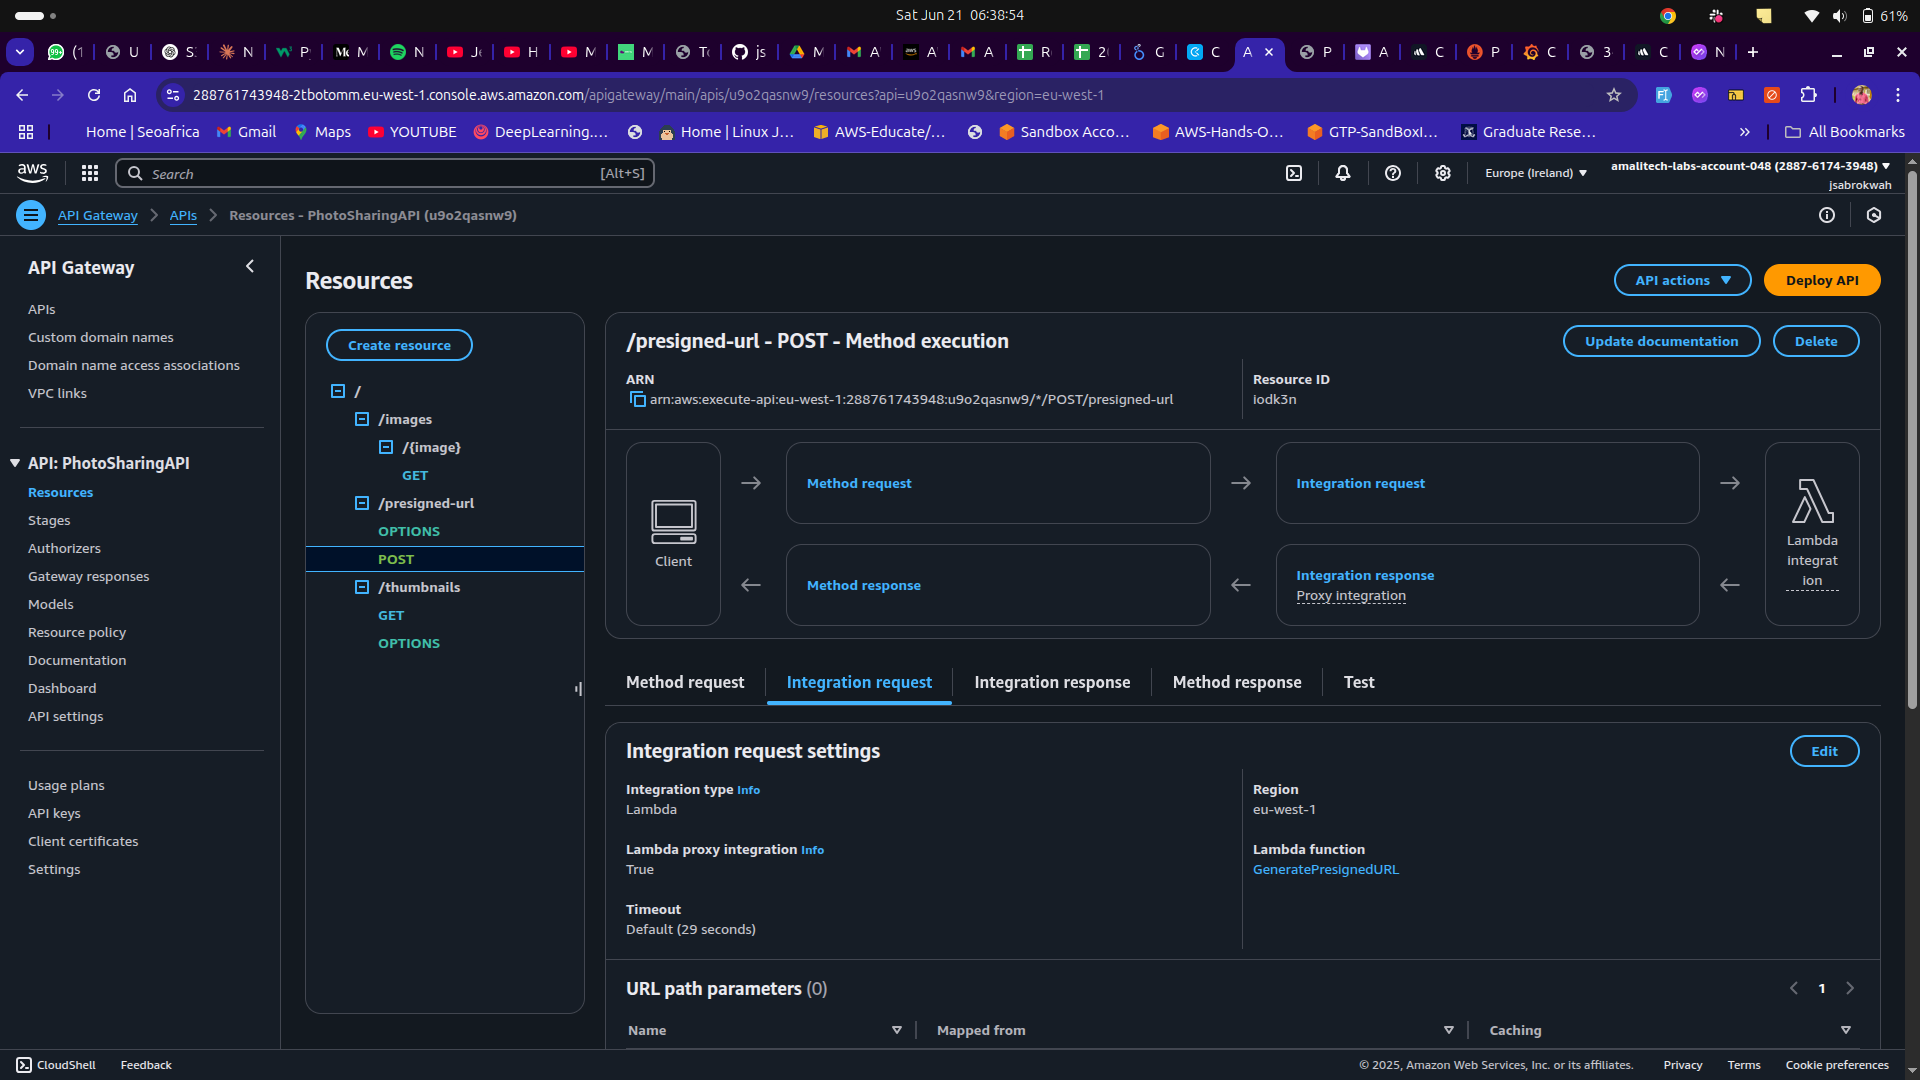 Sat Jun 21 06:38:54
61%
99+ (1 U S: N P: Me M N Je H M M To js M A aws A A R 2( G C A × P A C P C 3 C N +
288761743948-2tbotomm.eu-west-1.console.aws.amazon.com/apigateway/main/apis/u9o2qasnw9/resources?api=u9o2qasnw9&region=eu-west-1
Home | Seoafrica Gmail Maps YOUTUBE DeepLearning.... Home | Linux J... AWS-Educate/... Sandbox Acco... AWS-Hands-O... GTP-SandBoxI... Graduate Rese... » All Bookmarks
aws Search [Alt+S] Europe (Ireland) amalitech-labs-account-048 (2887-6174-3948)
jsabrokwah
API Gateway APIs Resources - PhotoSharingAPI (u9o2qasnw9)
API Gateway
APIs
Custom domain names
Domain name access associations
VPC links
API: PhotoSharingAPI
Resources
Stages
Authorizers
Gateway responses
Models
Resource policy
Documentation
Dashboard
API settings
Usage plans
API keys
Client certificates
Settings
Resources
API actions
Deploy API
Create resource
/
/images
/{image}
GET
/presigned-url
OPTIONS
POST
/thumbnails
GET
OPTIONS
/presigned-url - POST - Method execution
Update documentation
Delete
ARN
arn:aws:execute-api:eu-west-1:288761743948:u9o2qasnw9/*/POST/presigned-url
Resource ID
iodk3n
Client
Method request
Integration request
Method response
Integration response
Proxy integration
Lambda
integrat
ion
Method request Integration request Integration response Method response Test
Integration request settings
Edit
Integration type Info
Lambda
Region
eu-west-1
Lambda proxy integration Info
True
Lambda function
GeneratePresignedURL
Timeout
Default (29 seconds)
URL path parameters (0)
1
Name Mapped from Caching
CloudShell Feedback © 2025, Amazon Web Services, Inc. or its affiliates. Privacy Terms Cookie preferences